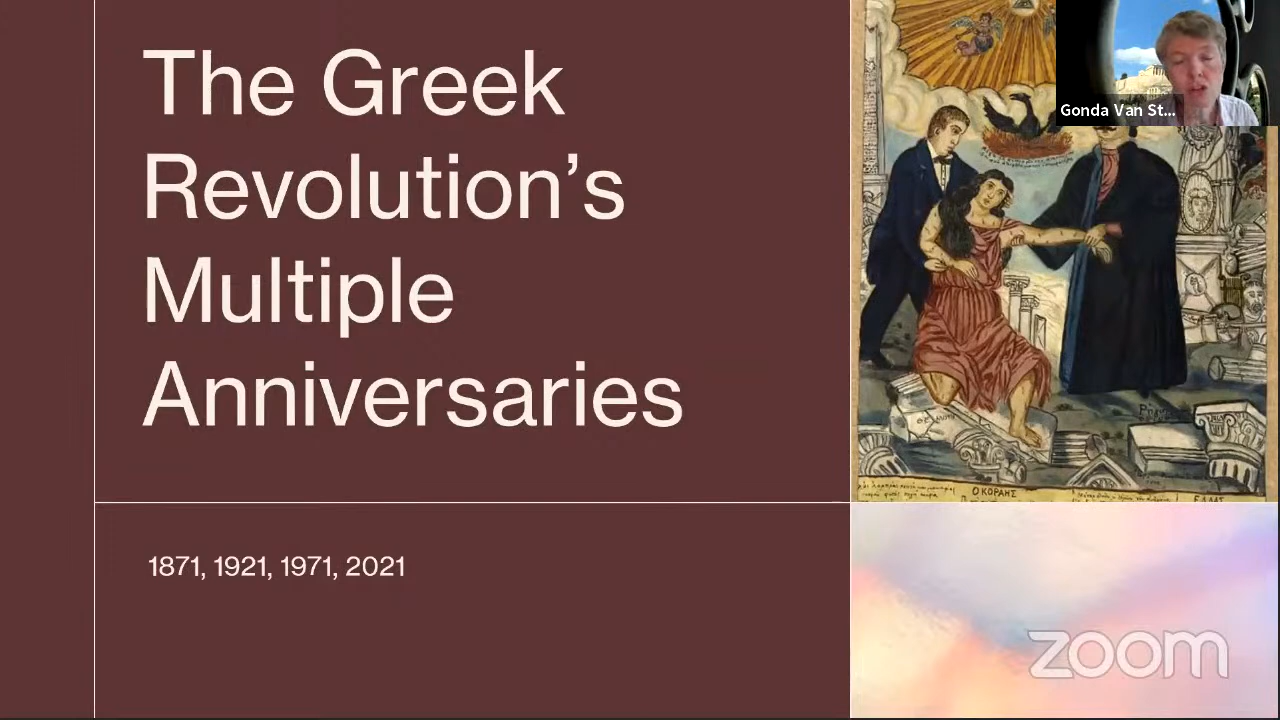 The Greek
Revolution’s
Multiple
Anniversaries
1871, 1921, 1971, 2021
Gonda Van St...
Ο ΚΟΡΑΗΣ
ΕΛΛΑΣ
zoom